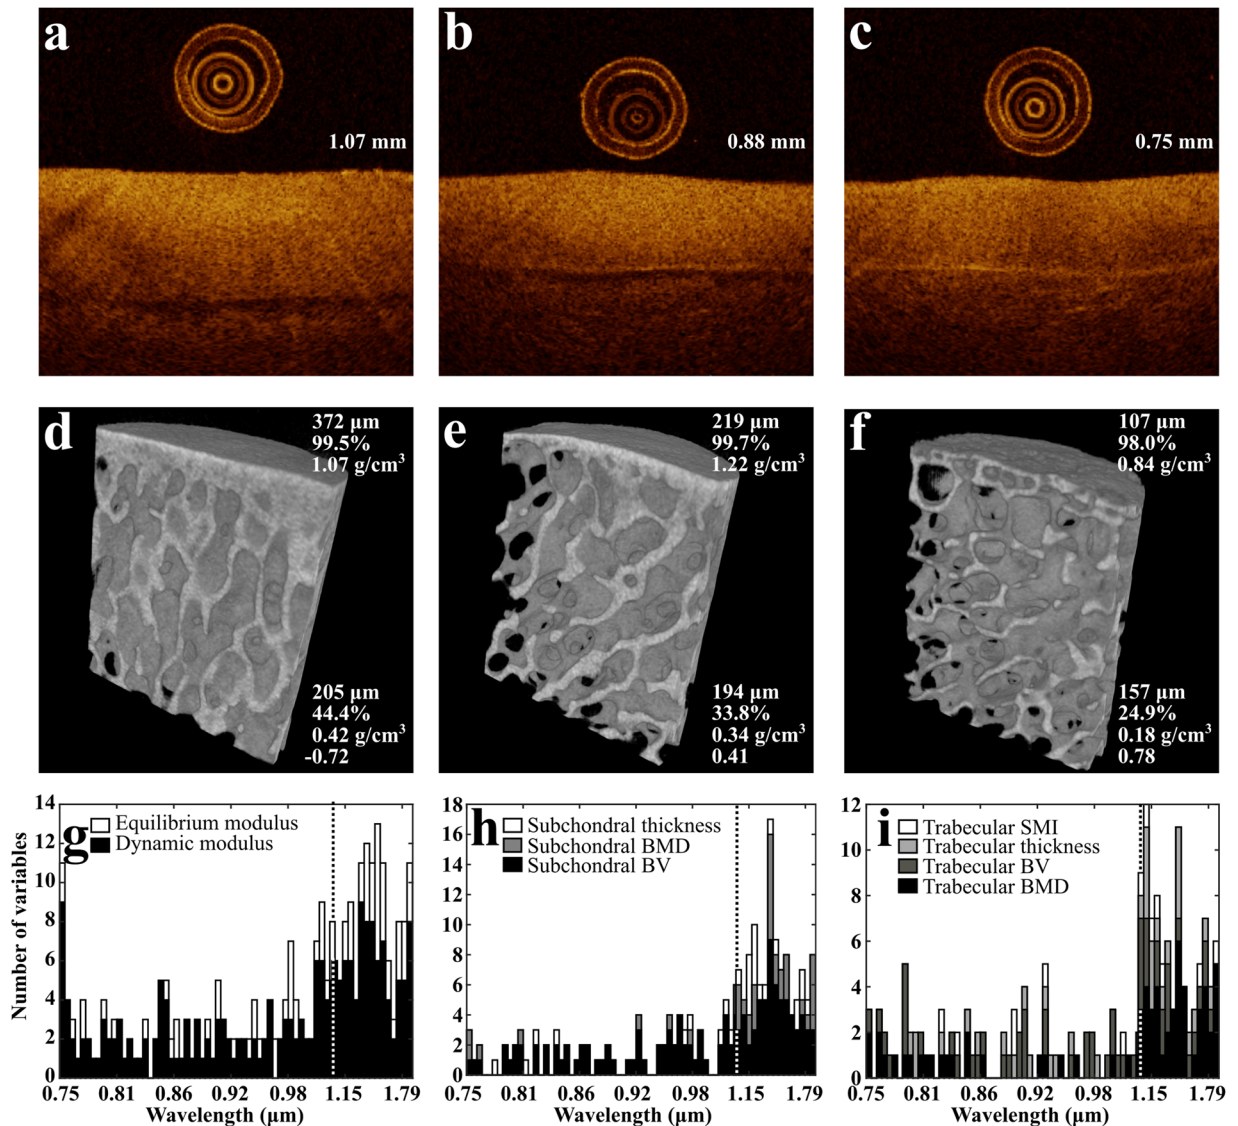 a
1.07 mm
b
0.88 mm
c
0.75 mm
d
372 µm
99.5%
1.07 g/cm³
205 µm
44.4%
0.42 g/cm³
-0.72
e
219 µm
99.7%
1.22 g/cm³
194 µm
33.8%
0.34 g/cm³
0.41
f
107 µm
98.0%
0.84 g/cm³
157 µm
24.9%
0.18 g/cm³
0.78
g
Equilibrium modulus
Dynamic modulus
Number of variables
14
12
10
8
6
4
2
0
0.75 0.81 0.86 0.92 0.98 1.15 1.79
Wavelength (µm)
h
Subchondral thickness
Subchondral BMD
Subchondral BV
18
16
14
12
10
8
6
4
2
0
0.75 0.81 0.86 0.92 0.98 1.15 1.79
Wavelength (µm)
i
Trabecular SMI
Trabecular thickness
Trabecular BV
Trabecular BMD
12
10
8
6
4
2
0
0.75 0.81 0.86 0.92 0.98 1.15 1.79
Wavelength (µm)